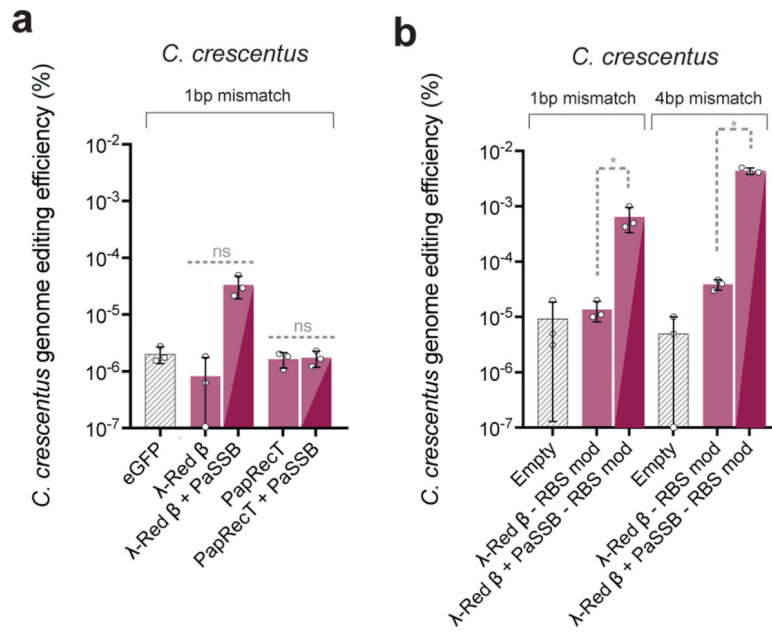 a
C. crescentus
1bp mismatch
C. crescentus genome editing efficiency (%)
10-2
10-3
10-4
10-5
10-6
10-7
ns
ns
eGFP
λ-Red β
λ-Red β + PaSSB
PapRecT
PapRecT + PaSSB
b
C. crescentus
1bp mismatch
4bp mismatch
C. crescentus genome editing efficiency (%)
10-2
10-3
10-4
10-5
10-6
10-7
*
*
Empty
λ-Red β - RBS mod
λ-Red β + PaSSB - RBS mod
Empty
λ-Red β - RBS mod
λ-Red β + PaSSB - RBS mod